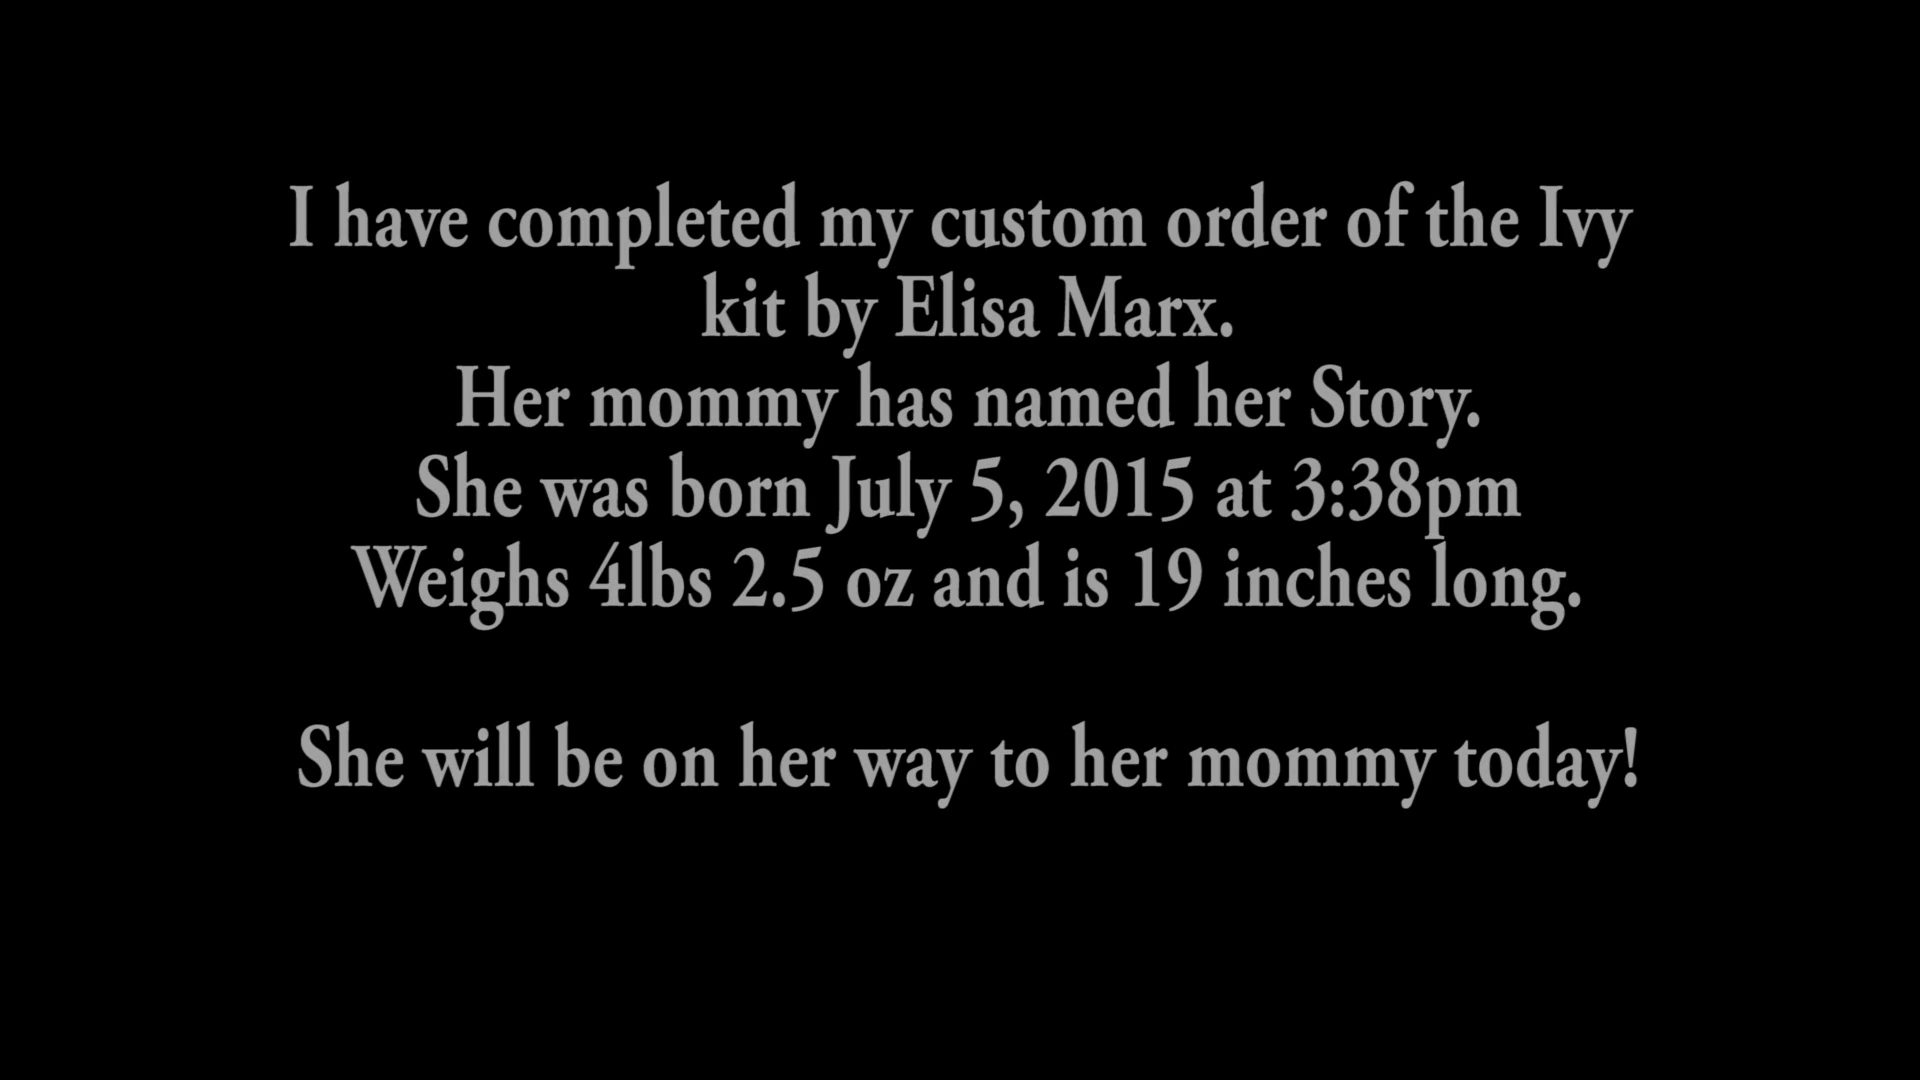 I have completed my custom order of the Ivy
kit by Elisa Marx.
Her mommy has named her Story.
She was born July 5, 2015 at 3:38pm
Weighs 4lbs 2.5 oz and is 19 inches long.
She will be on her way to her mommy today!